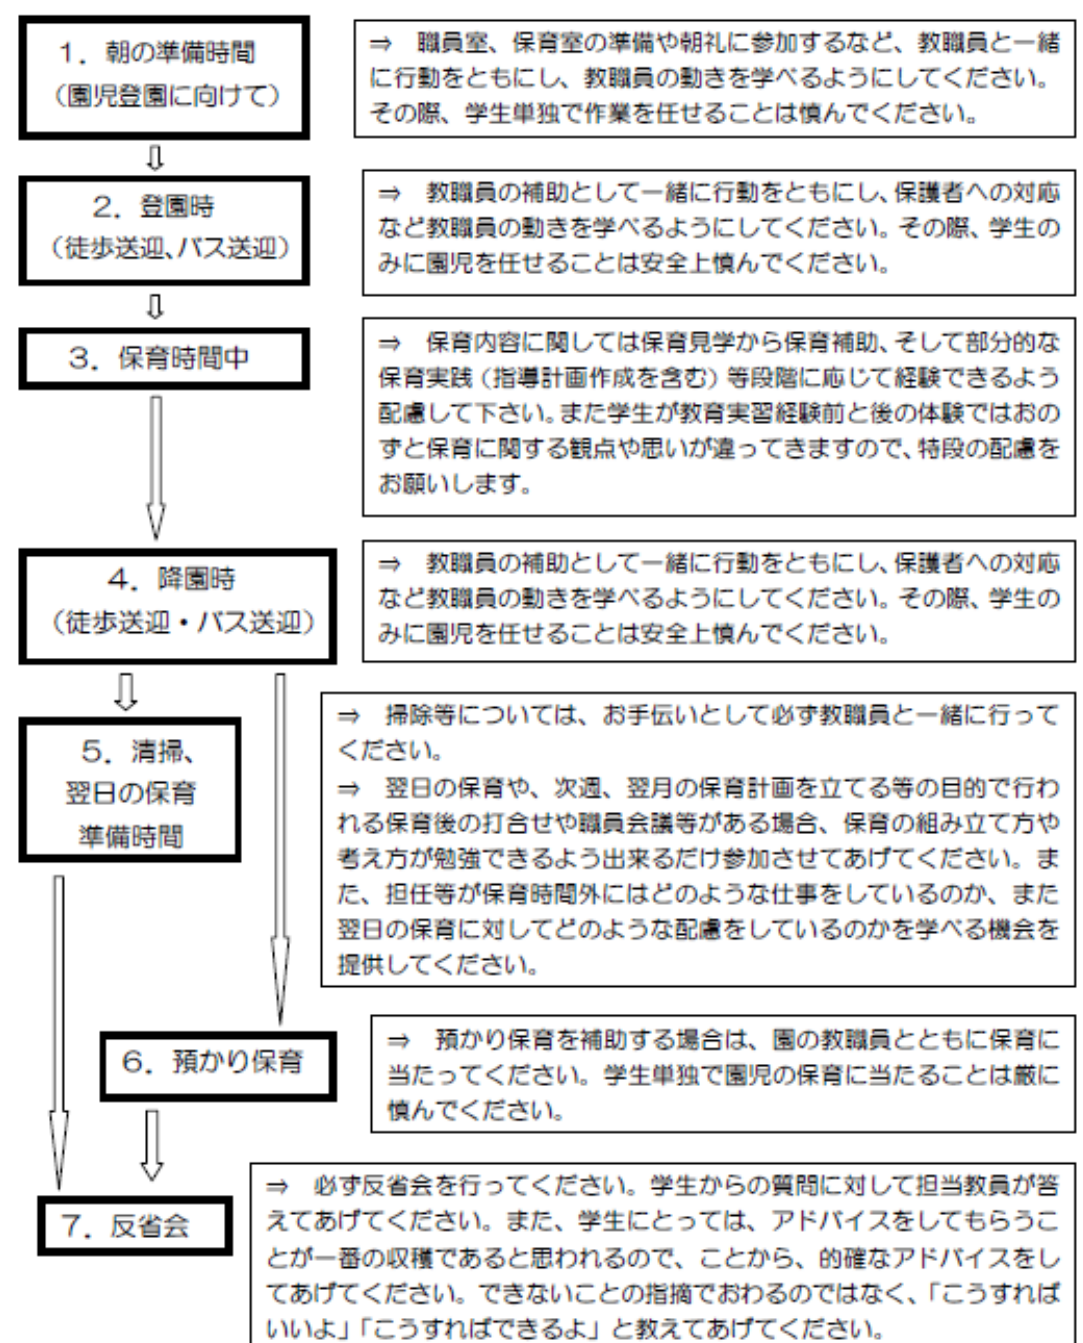 1．朝の準備時間
（園児登園に向けて）
⇒　職員室、保育室の準備や朝礼に参加するなど、教職員と一緒
に行動をともにし、教職員の動きを学べるようにしてください。
その際、学生単独で作業を任せることは慎んでください。
2．登園時
（徒歩送迎、バス送迎）
⇒　教職員の補助として一緒に行動をともにし、保護者への対応
など教職員の動きを学べるようにしてください。その際、学生の
みに園児を任せることは安全上慎んでください。
3．保育時間中
⇒　保育内容に関しては保育見学から保育補助、そして部分的な
保育実践（指導計画作成を含む）等段階に応じて経験できるよう
配慮して下さい。また学生が教育実習経験前と後の体験ではおの
ずと保育に関する観点や思いが違ってきますので、特段の配慮を
お願いします。
4．降園時
（徒歩送迎・バス送迎）
⇒　教職員の補助として一緒に行動をともにし、保護者への対応
など教職員の動きを学べるようにしてください。その際、学生の
みに園児を任せることは安全上慎んでください。
5．清掃、
翌日の保育
準備時間
⇒　掃除等については、お手伝いとして必ず教職員と一緒に行って
ください。
⇒　翌日の保育や、次週、翌月の保育計画を立てる等の目的で行わ
れる保育後の打合せや職員会議等がある場合、保育の組み立て方や
考え方が勉強できるよう出来るだけ参加させてあげてください。ま
た、担任等が保育時間外にはどのような仕事をしているのか、また
翌日の保育に対してどのような配慮をしているのかを学べる機会を
提供してください。
6．預かり保育
⇒　預かり保育を補助する場合は、園の教職員とともに保育に
当たってください。学生単独で園児の保育に当たることは厳に
慎んでください。
7．反省会
⇒　必ず反省会を行ってください。学生からの質問に対して担当教員が答
えてあげてください。また、学生にとっては、アドバイスをしてもらうこ
とが一番の収穫であると思われるので、ことから、的確なアドバイスをし
てあげてください。できないことの指摘でおわるのではなく、「こうすれば
いいよ」「こうすればできるよ」と教えてあげてください。